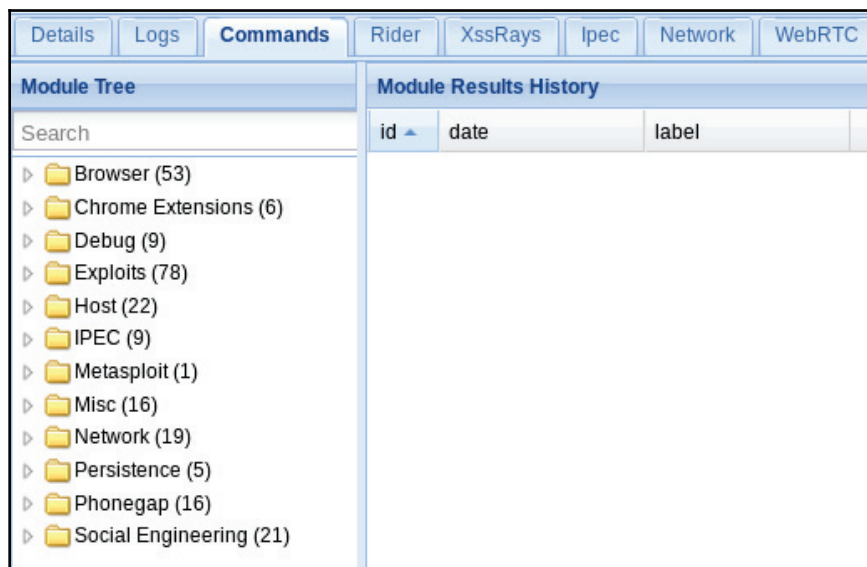 Details Logs Commands Rider XssRays Ipec Network WebRTC
Module Tree
Search
Browser (53)
Chrome Extensions (6)
Debug (9)
Exploits (78)
Host (22)
IPEC (9)
Metasploit (1)
Misc (16)
Network (19)
Persistence (5)
Phonegap (16)
Social Engineering (21)
Module Results History
id date label